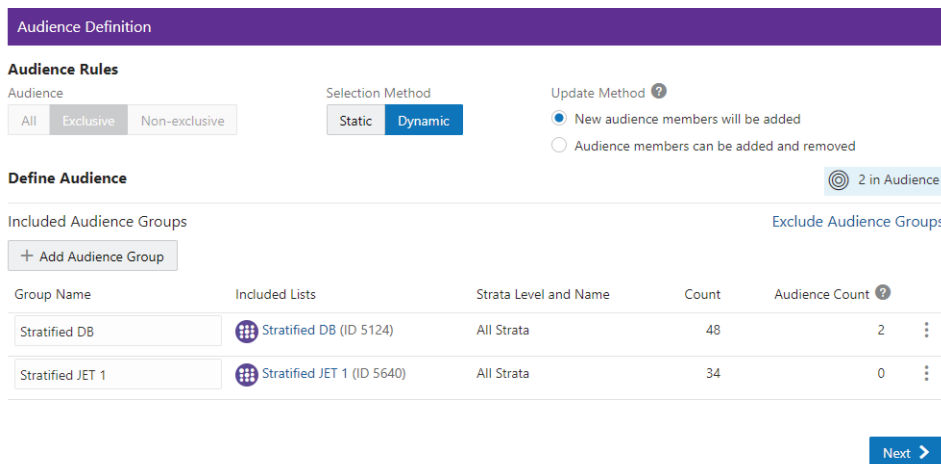 Audience Definition
Audience Rules
Audience
Selection Method
Update Method ?
All Exclusive Non-exclusive
Static Dynamic
New audience members will be added
Audience members can be added and removed
Define Audience
2 in Audience
Included Audience Groups
Exclude Audience Groups
+ Add Audience Group
Group Name Included Lists Strata Level and Name Count Audience Count ?
Stratified DB Stratified DB (ID 5124) All Strata 48 2
Stratified JET 1 Stratified JET 1 (ID 5640) All Strata 34 0
Next